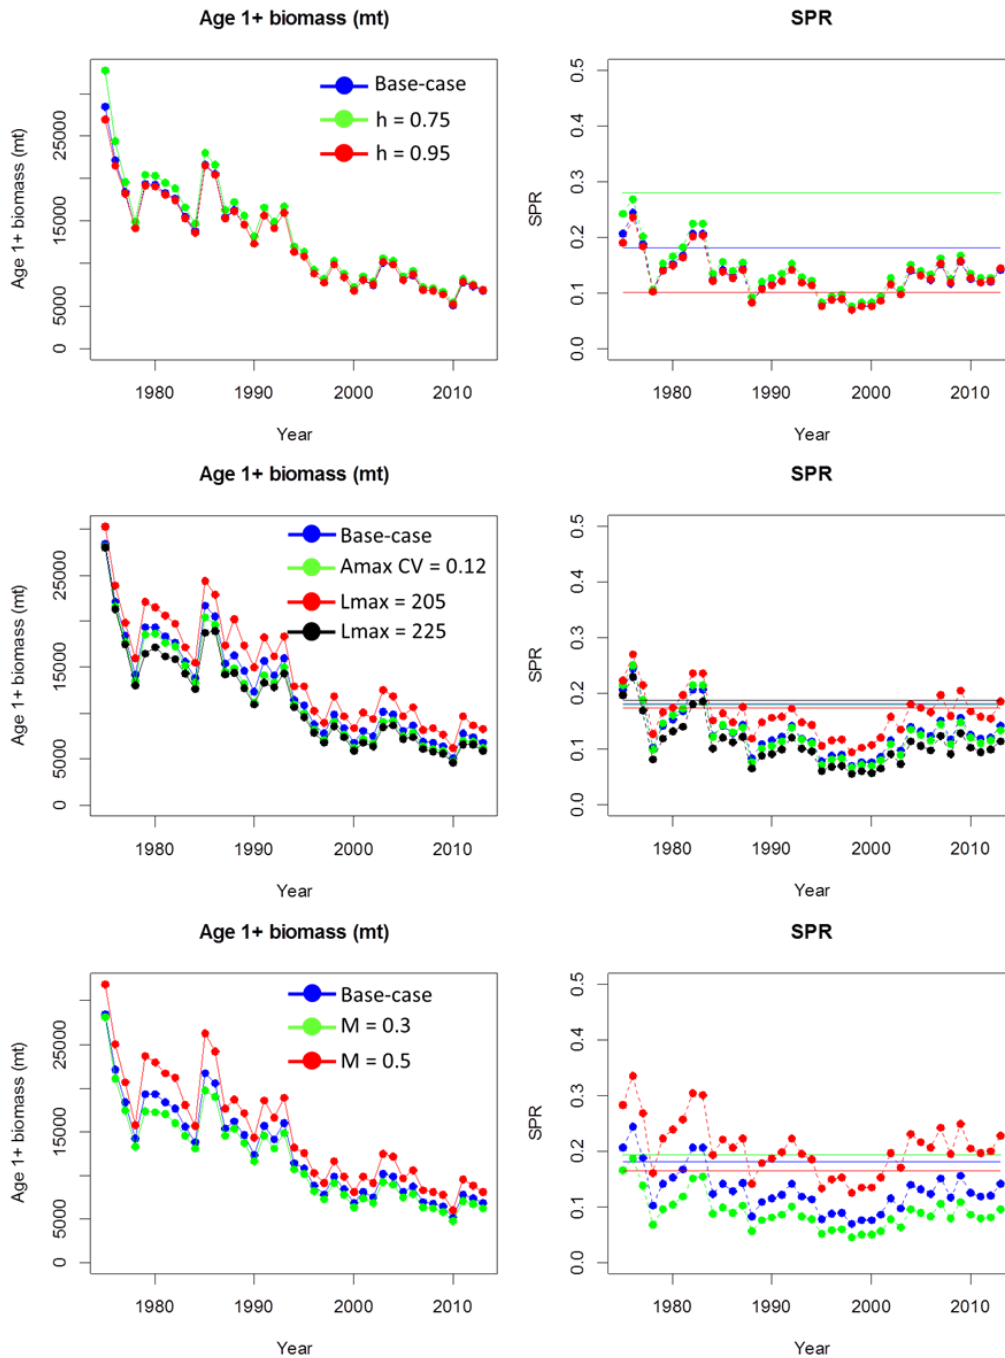 Age 1+ biomass (mt)
SPR
Age 1+ biomass (mt)
25000
15000
5000
0
Base-case
h = 0.75
h = 0.95
1980
1990
2000
2010
Year
SPR
0.5
0.4
0.3
0.2
0.1
0.0
1980
1990
2000
2010
Year
Age 1+ biomass (mt)
SPR
Age 1+ biomass (mt)
25000
15000
5000
0
Base-case
Amax CV = 0.12
Lmax = 205
Lmax = 225
1980
1990
2000
2010
Year
SPR
0.5
0.4
0.3
0.2
0.1
0.0
1980
1990
2000
2010
Year
Age 1+ biomass (mt)
SPR
Age 1+ biomass (mt)
25000
15000
5000
0
Base-case
M = 0.3
M = 0.5
1980
1990
2000
2010
Year
SPR
0.5
0.4
0.3
0.2
0.1
0.0
1980
1990
2000
2010
Year